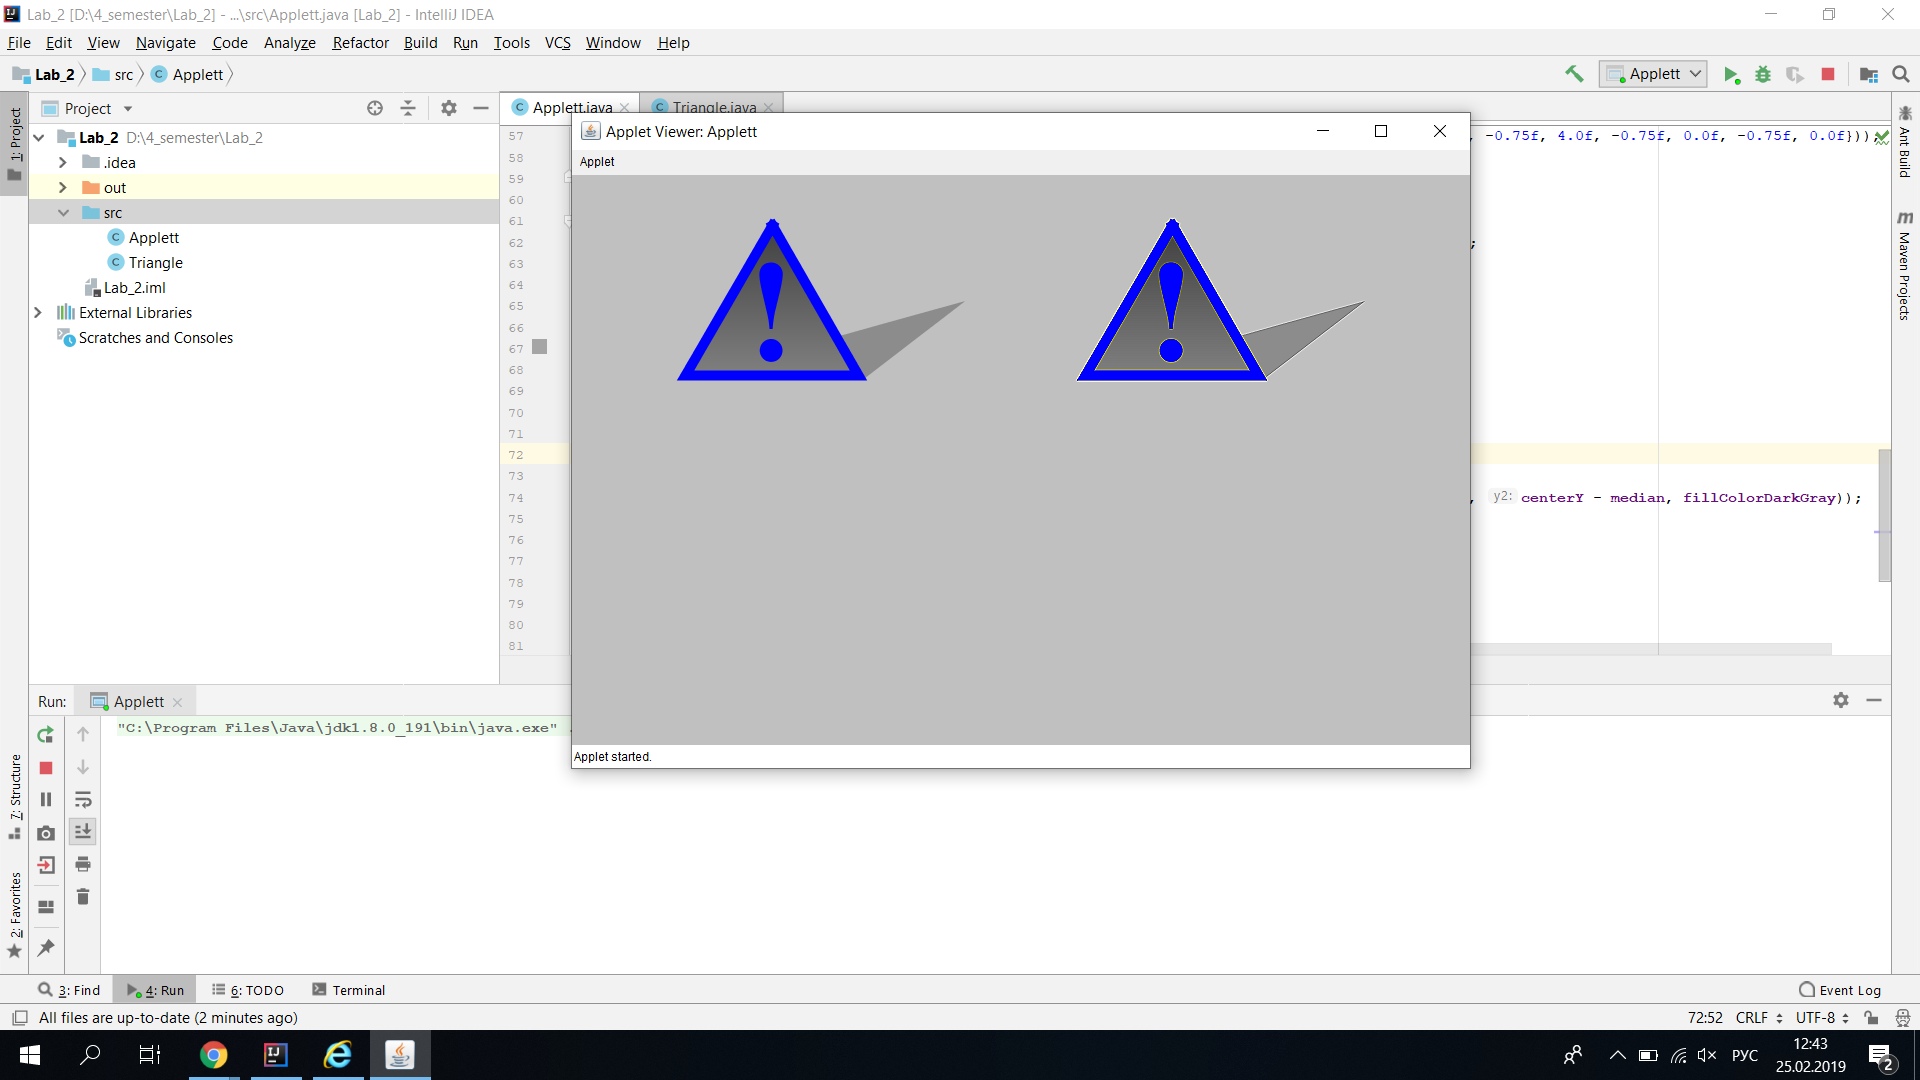 Lab_2 [D:\4_semester\Lab_2] - ...\src\Applett.java [Lab_2] - IntelliJ IDEA
File Edit View Navigate Code Analyze Refactor Build Run Tools VCS Window Help
Lab_2 src Applett
Applett
1: Project
Project
Applett.java
Triangle.java
Lab_2 D:\4_semester\Lab_2
.idea
out
src
Applett
Triangle
Lab_2.iml
External Libraries
Scratches and Consoles
57
58
59
60
61
62
63
64
65
66
67
68
69
70
71
72
73
74
75
76
77
78
79
80
81
Applet Viewer: Applett
Applet
!
!
Applet started.
, -0.75f, 4.0f, -0.75f, 0.0f, -0.75f, 0.0f}));
;
, y2: centerY - median, fillColorDarkGray));
Ant Build
m Maven Projects
Run: Applett
"C:\Program Files\Java\jdk1.8.0_191\bin\java.exe" .
7: Structure
2: Favorites
3: Find 4: Run 6: TODO Terminal
Event Log
All files are up-to-date (2 minutes ago)
72:52 CRLF UTF-8
РУС
12:43
25.02.2019
2